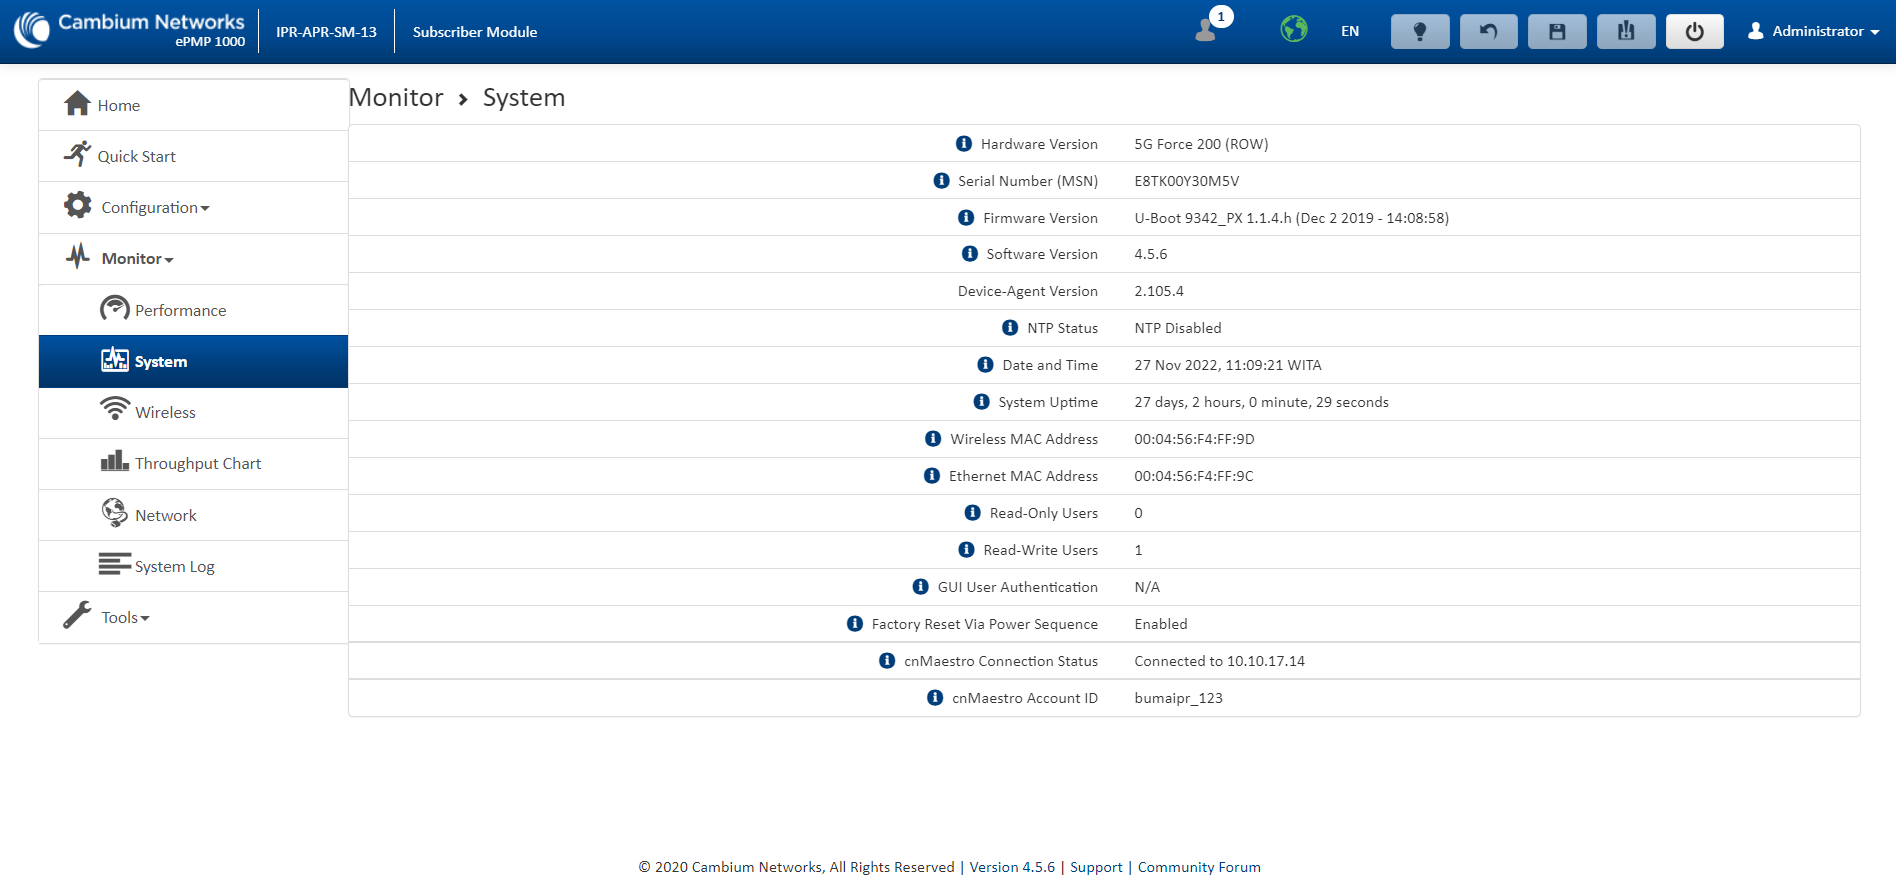 Cambium Networks
ePMP 1000
IPR-APR-SM-13
Subscriber Module
1
EN
Administrator
Home
Quick Start
Configuration
Monitor
Performance
System
Wireless
Throughput Chart
Network
System Log
Tools
Monitor > System
Hardware Version 5G Force 200 (ROW)
Serial Number (MSN) E8TK00Y30M5V
Firmware Version U-Boot 9342_PX 1.1.4.h (Dec 2 2019 - 14:08:58)
Software Version 4.5.6
Device-Agent Version 2.105.4
NTP Status NTP Disabled
Date and Time 27 Nov 2022, 11:09:21 WITA
System Uptime 27 days, 2 hours, 0 minute, 29 seconds
Wireless MAC Address 00:04:56:F4:FF:9D
Ethernet MAC Address 00:04:56:F4:FF:9C
Read-Only Users 0
Read-Write Users 1
GUI User Authentication N/A
Factory Reset Via Power Sequence Enabled
cnMaestro Connection Status Connected to 10.10.17.14
cnMaestro Account ID bumaipr_123
© 2020 Cambium Networks, All Rights Reserved | Version 4.5.6 | Support | Community Forum